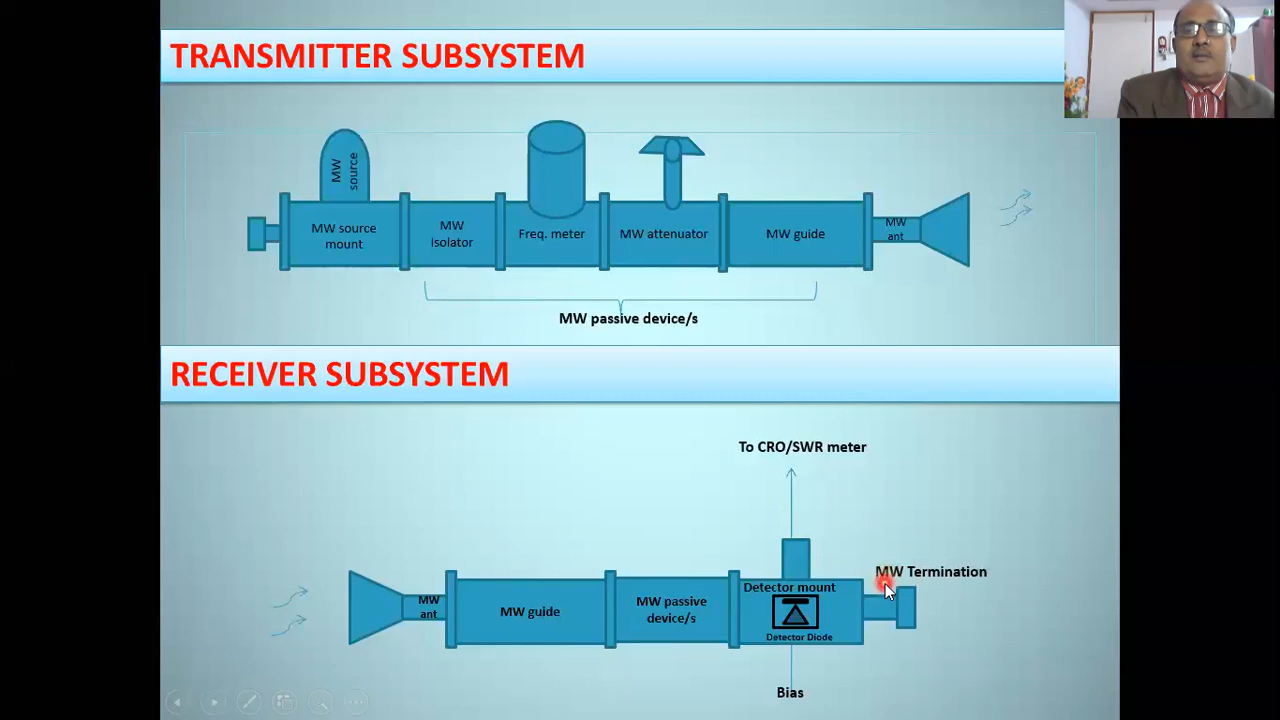 TRANSMITTER SUBSYSTEM
MW
source
MW source
mount
MW
Isolator
Freq. meter
MW attenuator
MW guide
MW
ant
MW passive device/s
RECEIVER SUBSYSTEM
To CRO/SWR meter
MW
ant
MW guide
MW passive
device/s
Detector mount
Detector Diode
MW Termination
Bias